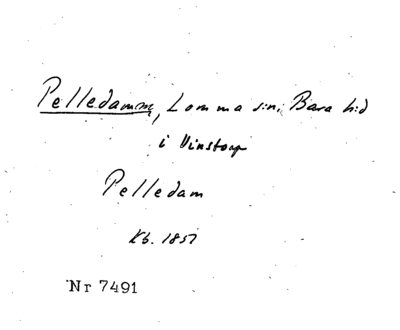 Pelledamm, Lomma sn, Bara hd
i Vinstorp
Pelledam
Kb. 1857
Nr 7491